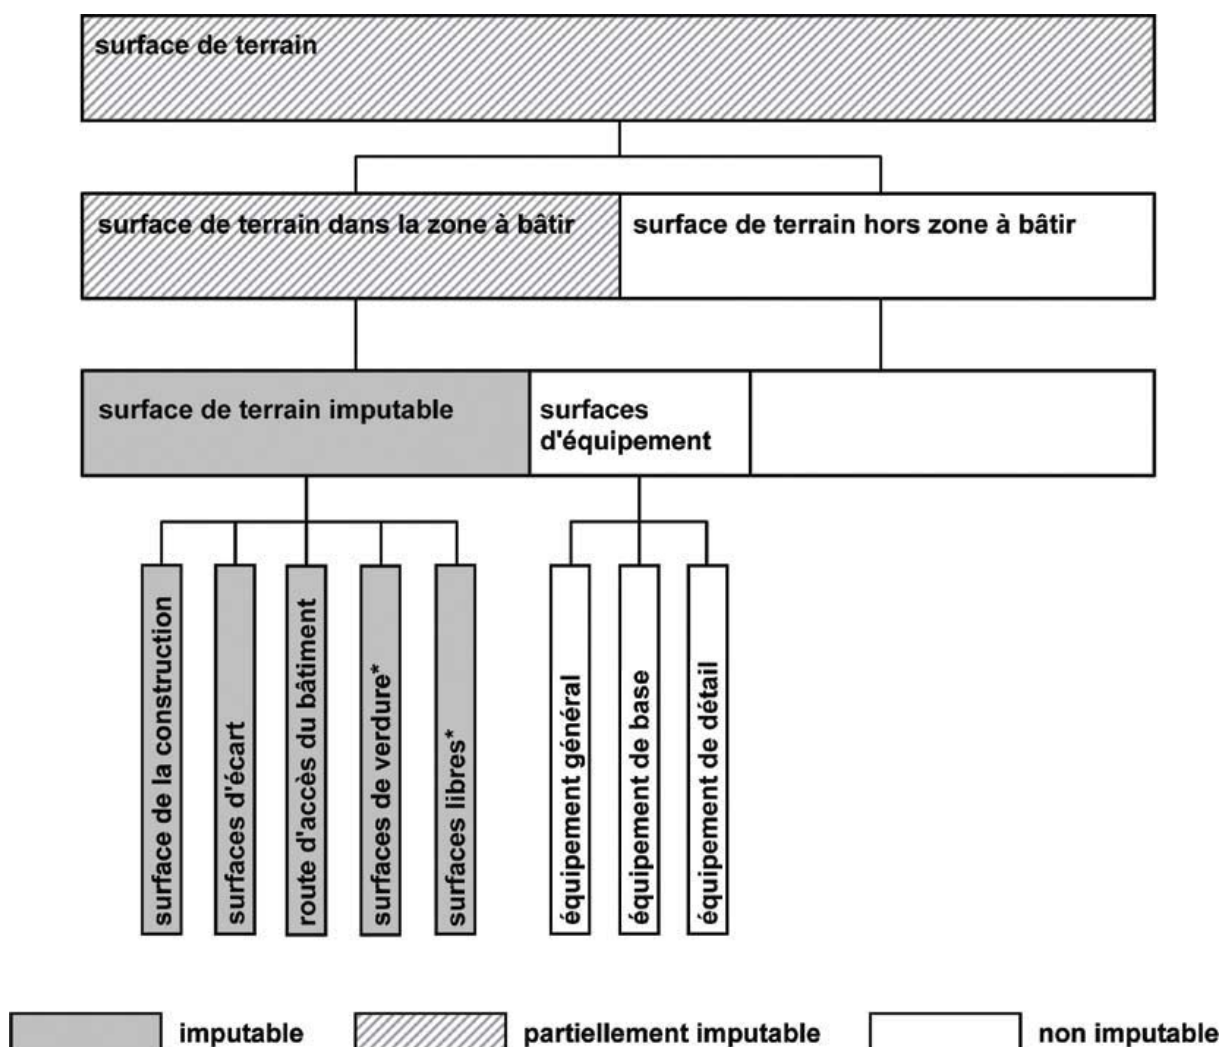 surface de terrain
surface de terrain dans la zone à bâtir
surface de terrain hors zone à bâtir
surface de terrain imputable
surfaces
d'équipement
surface de la construction
surfaces d'écart
route d'accès du bâtiment
surfaces de verdure*
surfaces libres*
équipement général
équipement de base
équipement de détail
imputable
partiellement imputable
non imputable